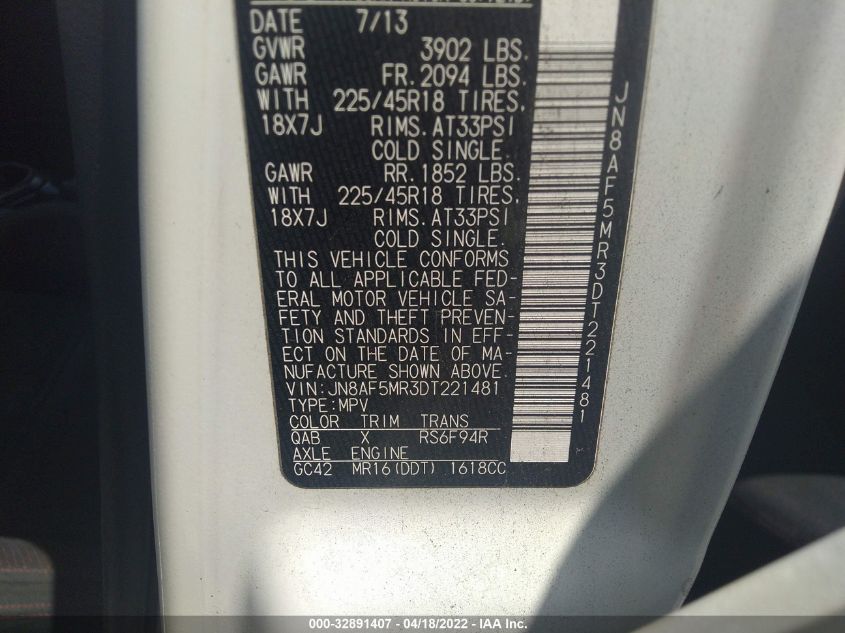 DATE 7/13
GVWR 3902 LBS.
GAWR FR. 2094 LBS.
WITH 225/45R18 TIRES,
18X7J RIMS. AT33PSI
COLD SINGLE.
GAWR RR. 1852 LBS.
WITH 225/45R18 TIRES,
18X7J RIMS. AT33PSI
COLD SINGLE.
THIS VEHICLE CONFORMS
TO ALL APPLICABLE FED-
ERAL MOTOR VEHICLE SA-
FETY AND THEFT PREVEN-
TION STANDARDS IN EFF-
ECT ON THE DATE OF MA-
NUFACTURE SHOWN ABOVE.
VIN:JN8AF5MR3DT221481
TYPE:MPV
COLOR TRIM TRANS
QAB X RS6F94R
AXLE ENGINE
GC42 MR16(DDT) 1618CC
JN8AF5MR3DT221481
000-32891407 - 04/18/2022 - IAA Inc.